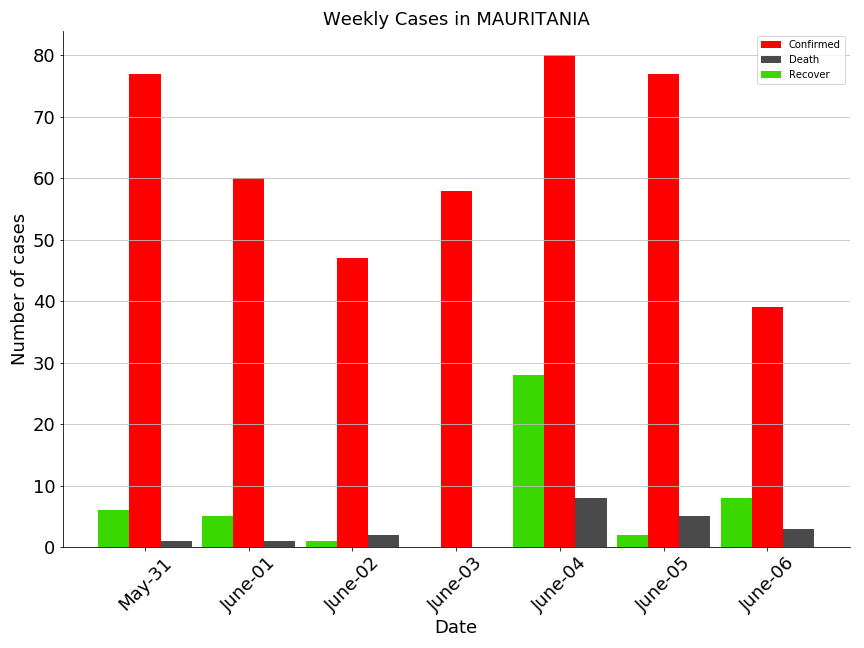 Weekly Cases in MAURITANIA
Confirmed
Death
Recover
Number of cases
80
70
60
50
40
30
20
10
0
May-31
June-01
June-02
June-03
June-04
June-05
June-06
Date